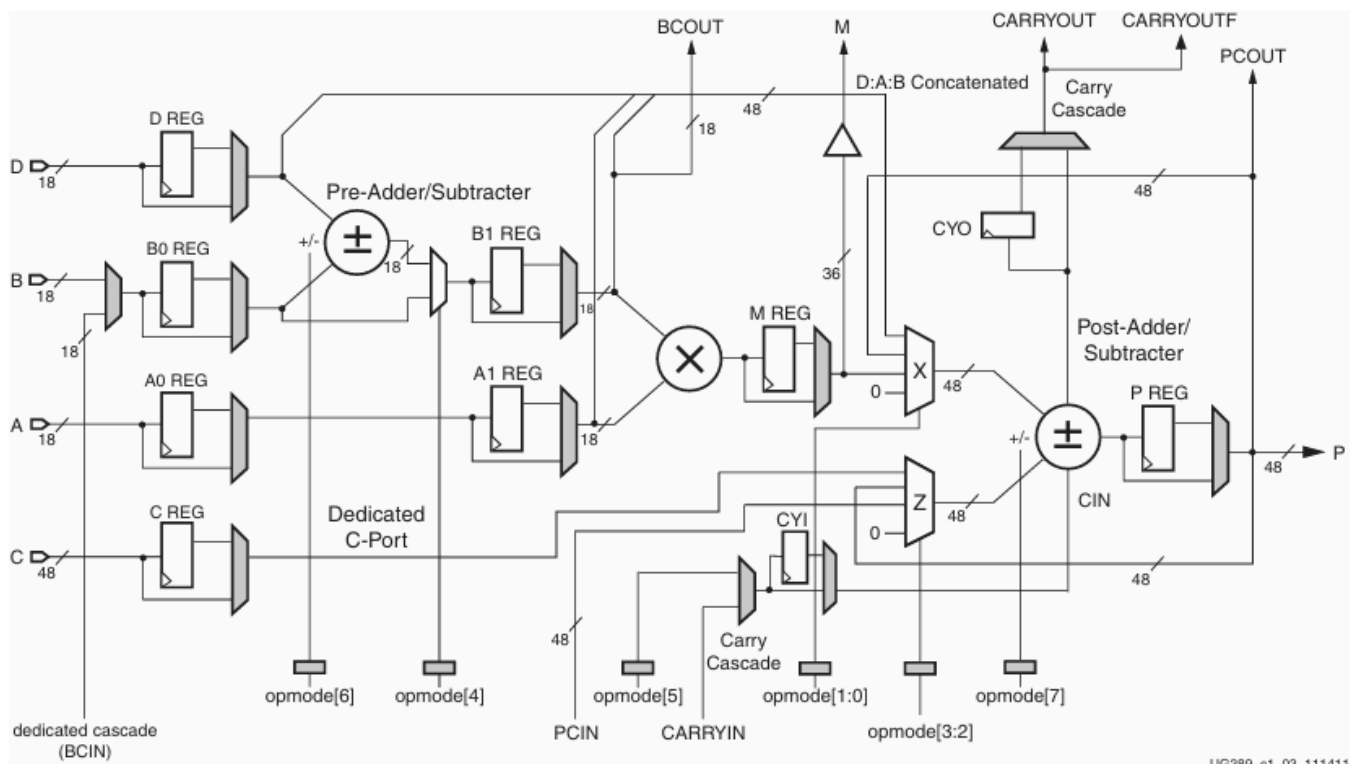 BCOUT
M
CARRYOUT
CARRYOUTF
PCOUT
D:A:B Concatenated
Carry
Cascade
48
18
D REG
D
18
Pre-Adder/Subtracter
48
+/-
±
18
B0 REG
B
18
18
B1 REG
18
CYO
36
M REG
×
Post-Adder/
Subtracter
A0 REG
A
18
A1 REG
18
X
0
48
+/-
±
P REG
48
P
CIN
C REG
C
48
Dedicated
C-Port
Z
0
48
CYI
48
48
Carry
Cascade
opmode[6]
opmode[4]
opmode[5]
opmode[1:0]
opmode[7]
dedicated cascade
(BCIN)
PCIN
CARRYIN
opmode[3:2]
UG389_c1_03_111411